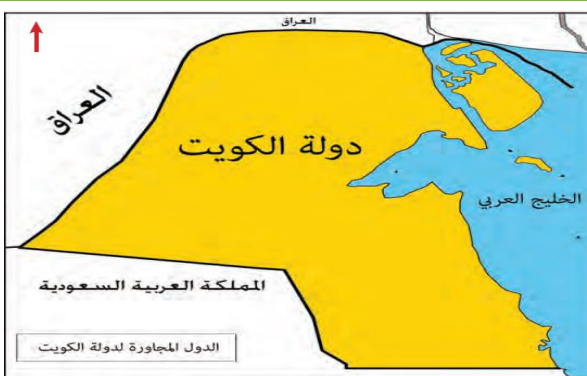 العراق
العراق
دولة الكويت
الخليج العربي
المملكة العربية السعودية
الدول المجاورة لدولة الكويت